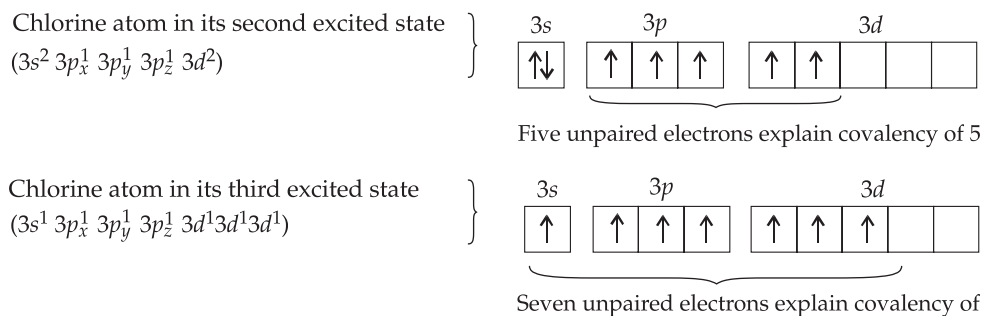 Chlorine atom in its second excited state
(3s² 3p¹ₓ 3p¹ᵧ 3p¹_z 3d²)
3s 3p 3d
Five unpaired electrons explain covalency of 5
Chlorine atom in its third excited state
(3s¹ 3p¹ₓ 3p¹ᵧ 3p¹_z 3d¹3d¹3d¹)
3s 3p 3d
Seven unpaired electrons explain covalency of